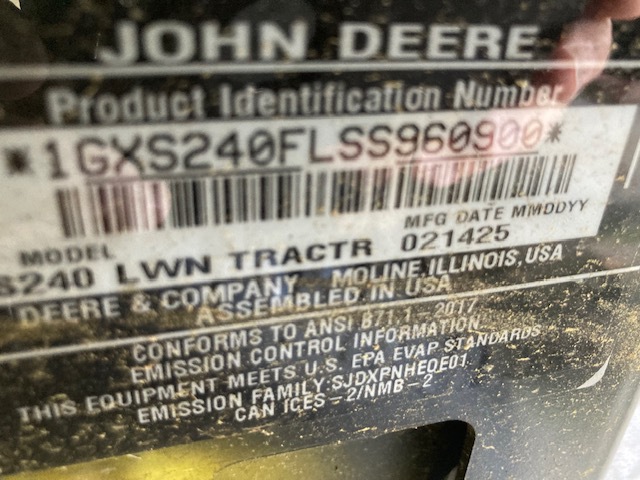 JOHN DEERE
Product Identification Number
*1GXS240FLSS960900*
MODEL MFG DATE MMDDYY
S240 LWN TRACTR 021425
DEERE & COMPANY MOLINE, ILLINOIS, USA
ASSEMBLED IN USA
CONFORMS TO ANSI B71.1 - 2017
EMISSION CONTROL INFORMATION
THIS EQUIPMENT MEETS U.S. EPA EVAP STANDARDS
EMISSION FAMILY:SJDXPNHEQE01
CAN ICES-2/NMB-2